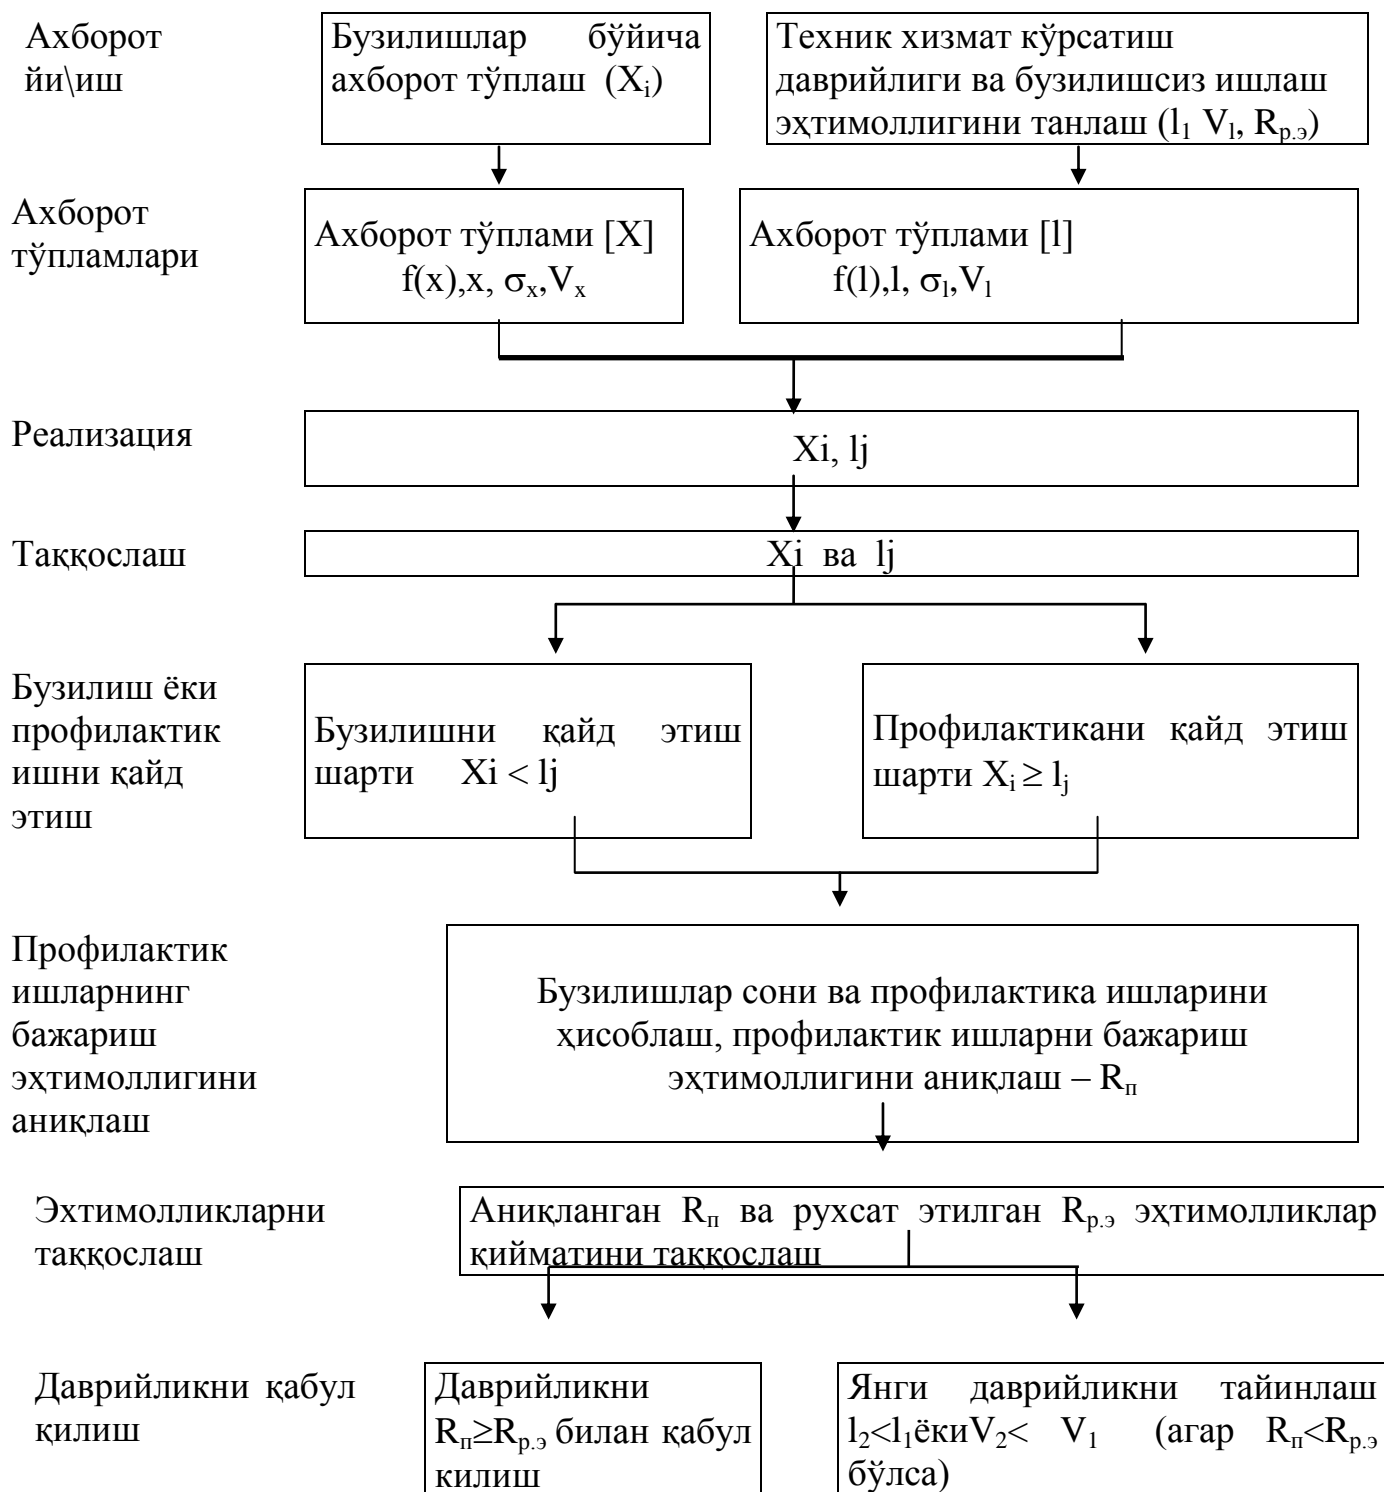 Ахборот
йи\иш
Бузилишлар бўйича
ахборот тўплаш (Xᵢ)
Техник хизмат кўрсатиш
даврийлиги ва бузилишсиз ишлаш
эҳтимоллигини танлаш (l₁ Vₗ, Rр.э)
Ахборот
тўпламлари
Ахборот тўплами [X]
f(x),x, σₓ,Vₓ
Ахборот тўплами [l]
f(l),l, σₗ,Vₗ
Реализация
Xi, lj
Таққослаш
Xi ва lj
Бузилиш ёки
профилактик
ишни қайд
этиш
Бузилишни қайд этиш
шарти Xi < lj
Профилактикани қайд этиш
шарти Xᵢ ≥ lⱼ
Профилактик
ишларнинг
бажариш
эҳтимоллигини
аниқлаш
Бузилишлар сони ва профилактика ишларини
ҳисоблаш, профилактик ишларни бажариш
эҳтимоллигини аниқлаш – Rп
Эхтимолликларни
таққослаш
Аниқланган Rп ва рухсат этилган Rр.э эҳтимолликлар
қийматини таққослаш
Даврийликни қабул
қилиш
Даврийликни
Rп≥Rр.э билан қабул
килиш
Янги даврийликни тайинлаш
l₂<l₁ёкиV₂< V₁ (агар Rп<Rр.э
бўлса)